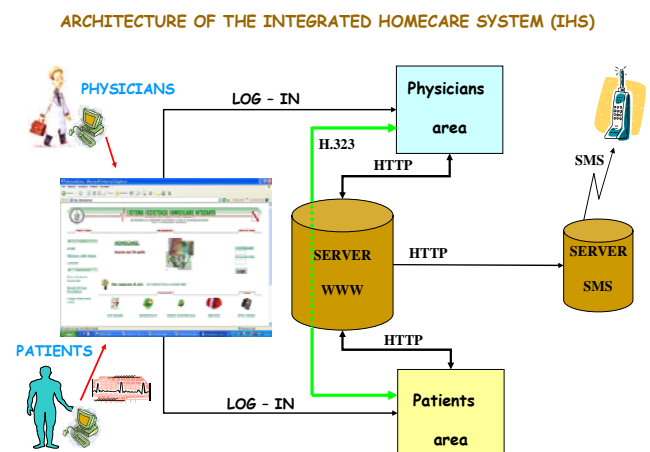 ARCHITECTURE OF THE INTEGRATED HOMECARE SYSTEM (IHS)
PHYSICIANS
LOG - IN
Physicians
area
H.323
HTTP
SMS
SERVER
WWW
HTTP
SERVER
SMS
HTTP
PATIENTS
LOG - IN
Patients
area
HOMECARE